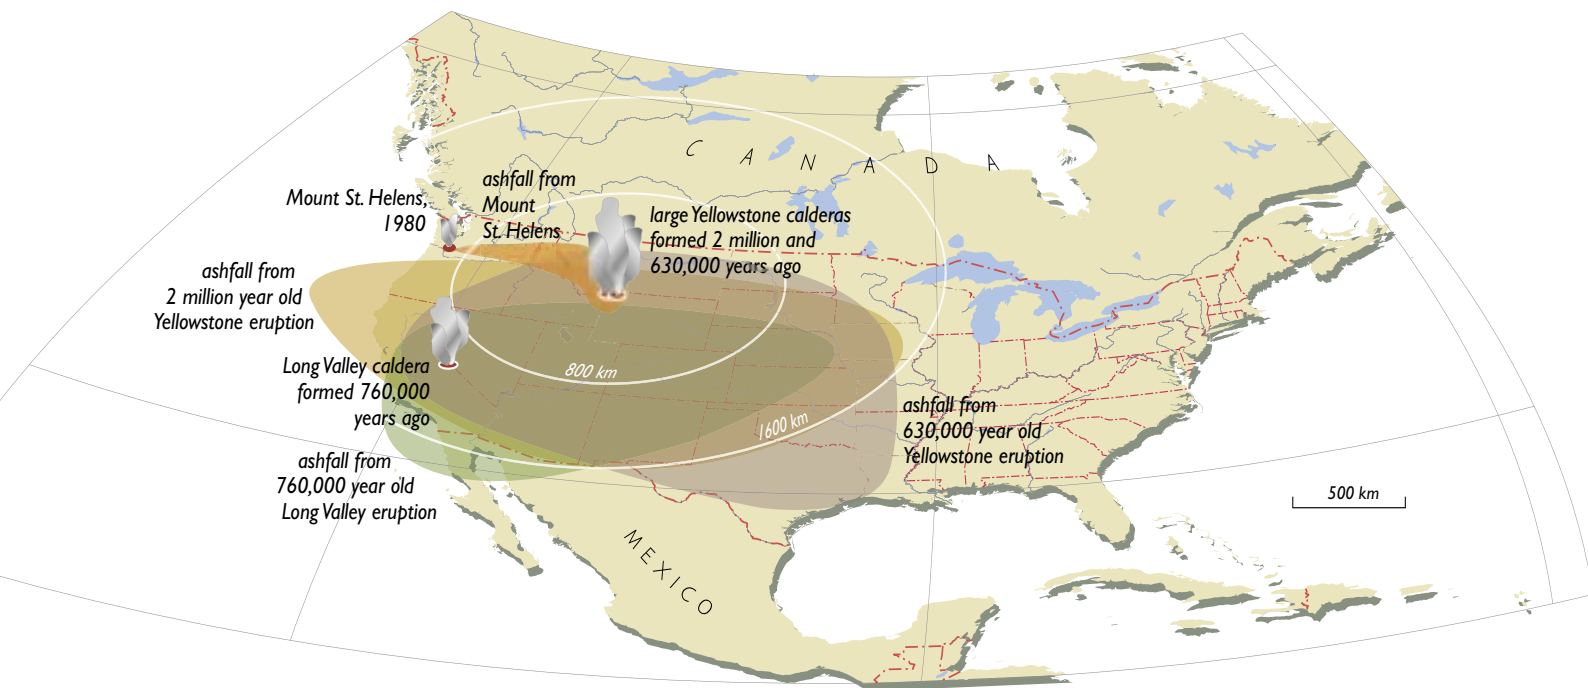 CANADA
ashfall from
Mount
St. Helens
Mount St. Helens,
1980
large Yellowstone calderas
formed 2 million and
630,000 years ago
ashfall from
2 million year old
Yellowstone eruption
Long Valley caldera
formed 760,000
years ago
800 km
1600 km
ashfall from
630,000 year old
Yellowstone eruption
ashfall from
760,000 year old
Long Valley eruption
500 km
MEXICO